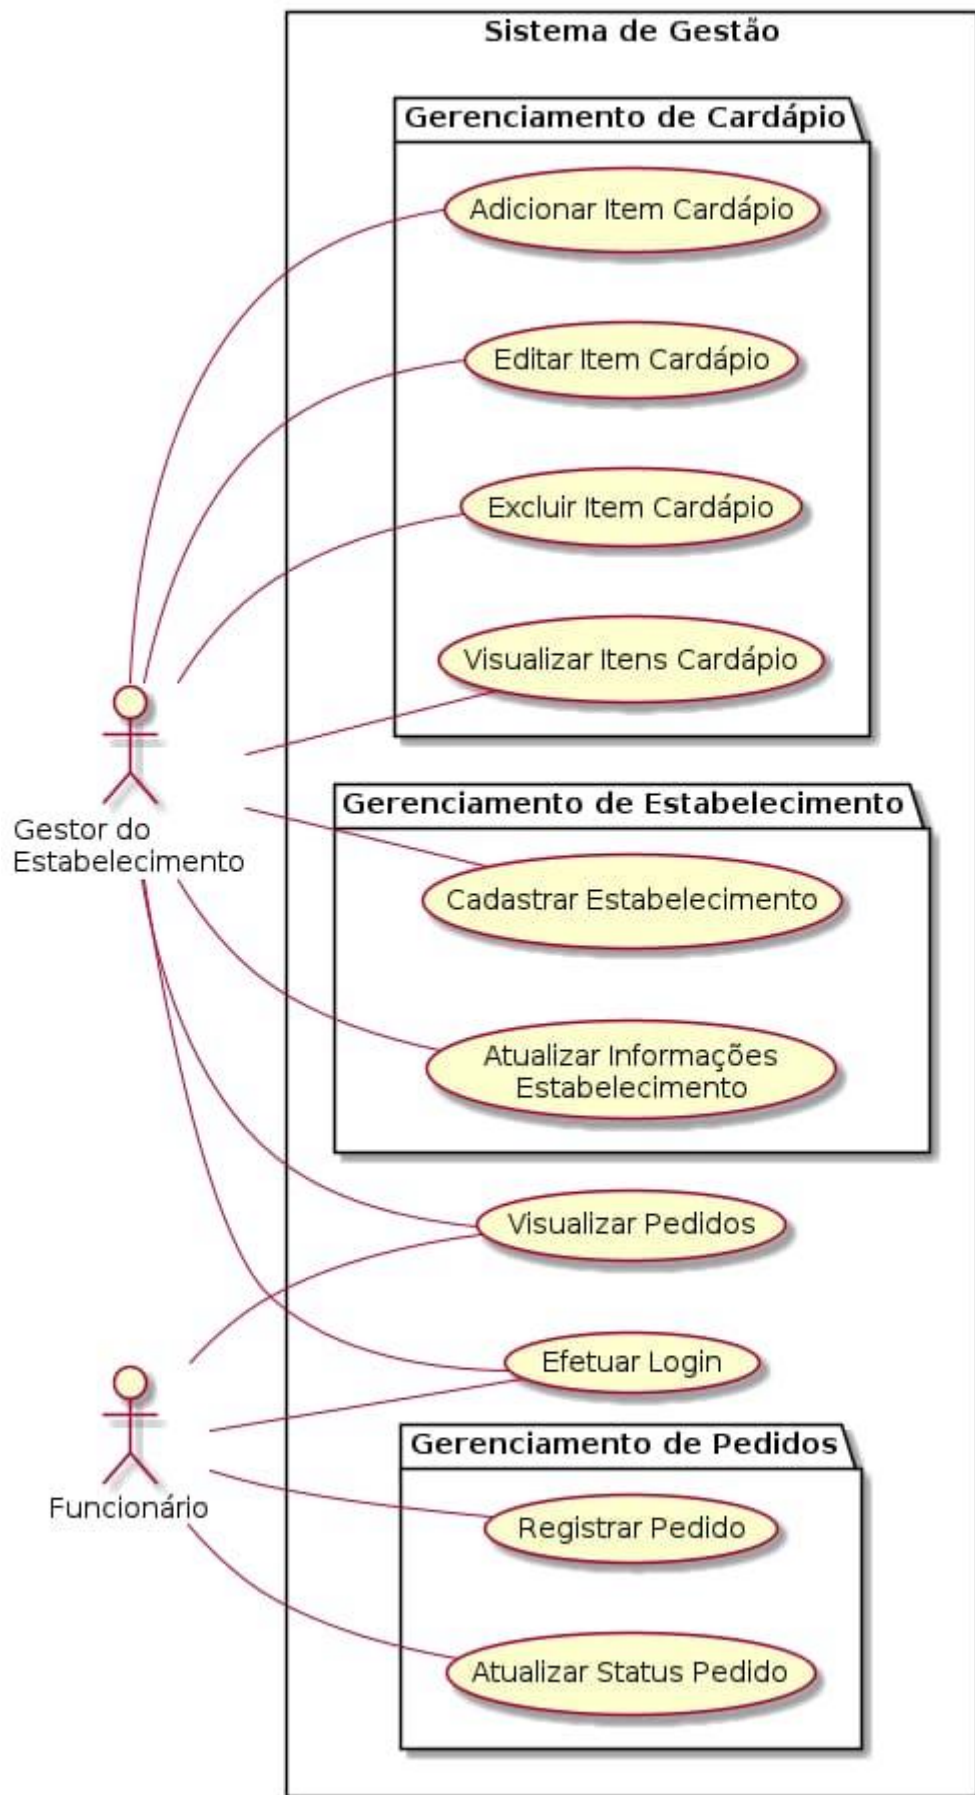 Sistema de Gestão
Gerenciamento de Cardápio
Adicionar Item Cardápio
Editar Item Cardápio
Excluir Item Cardápio
Visualizar Itens Cardápio
Gestor do
Estabelecimento
Gerenciamento de Estabelecimento
Cadastrar Estabelecimento
Atualizar Informações
Estabelecimento
Visualizar Pedidos
Efetuar Login
Funcionário
Gerenciamento de Pedidos
Registrar Pedido
Atualizar Status Pedido